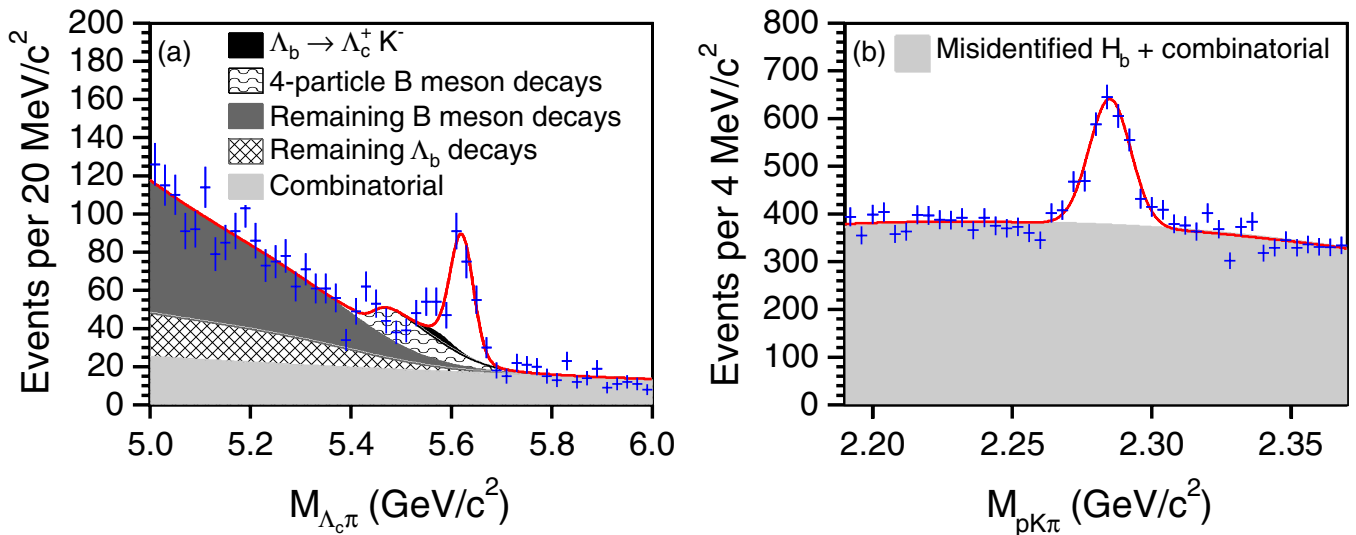 200
180
160
140
120
100
80
60
40
20
0
Events per 20 MeV/c²
(a)
Λb → Λc⁺ K⁻
4-particle B meson decays
Remaining B meson decays
Remaining Λb decays
Combinatorial
5.0 5.2 5.4 5.6 5.8 6.0
MΛcπ (GeV/c²)
800
700
600
500
400
300
200
100
0
Events per 4 MeV/c²
(b)
Misidentified Hb + combinatorial
2.20 2.25 2.30 2.35
MpKπ (GeV/c²)